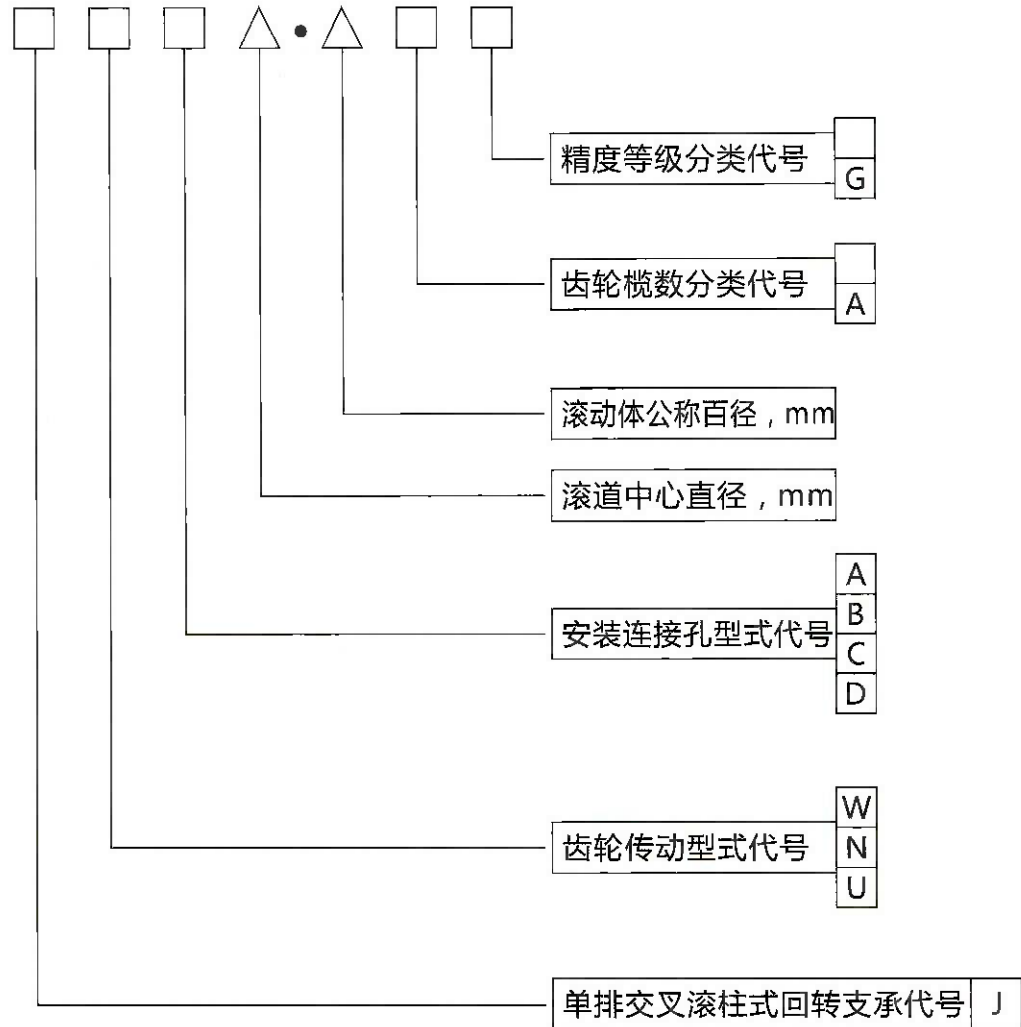 精度等级分类代号
G
齿轮榄数分类代号
A
滚动体公称百径，mm
滚道中心直径，mm
安装连接孔型式代号
A
B
C
D
齿轮传动型式代号
W
N
U
单排交叉滚柱式回转支承代号 J